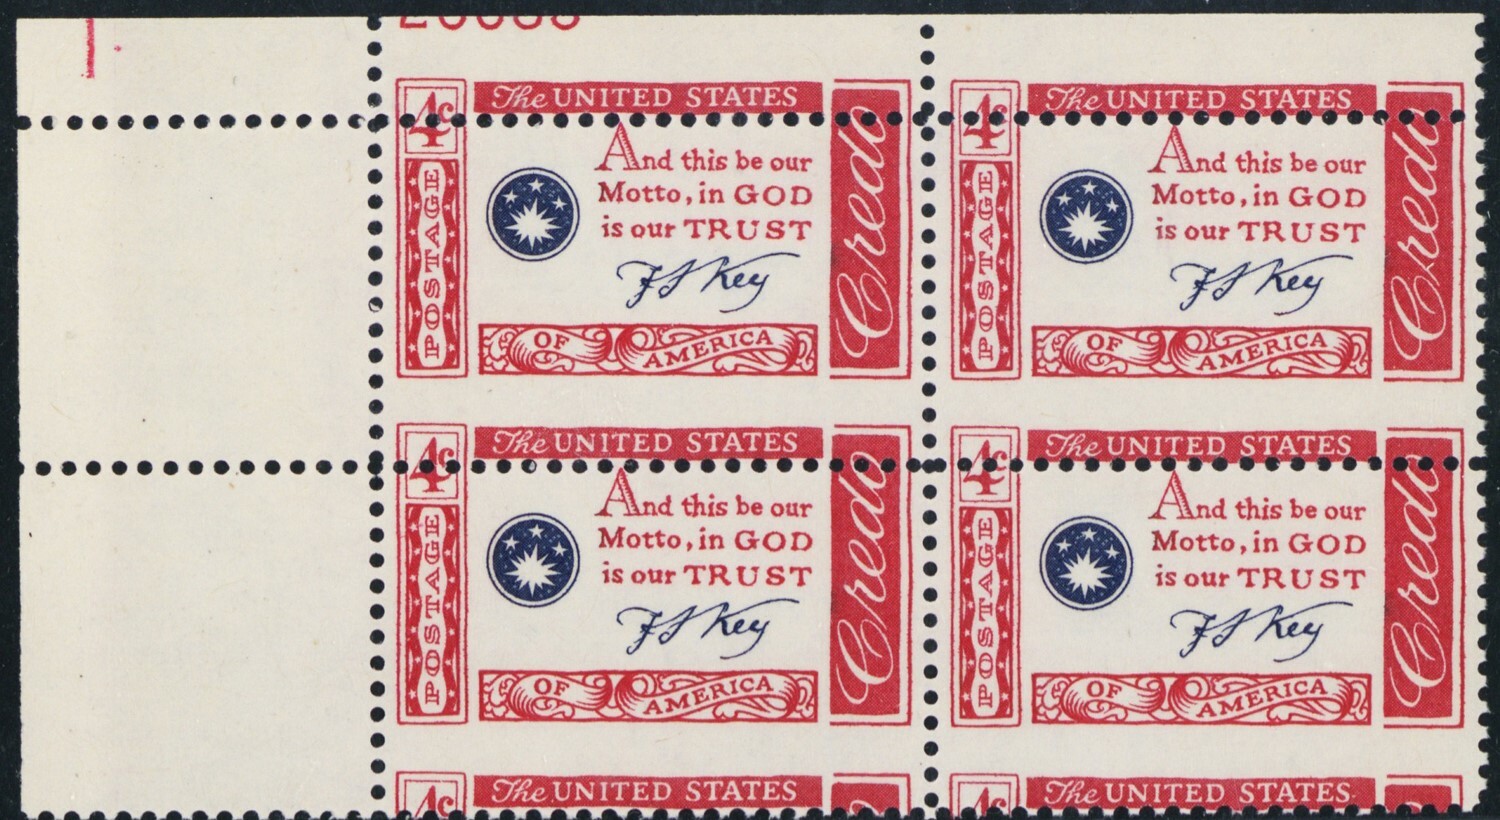 4c The UNITED STATES
POSTAGE
And this be our
Motto, in GOD
is our TRUST
F S Key
OF AMERICA
Credo
4c The UNITED STATES
POSTAGE
And this be our
Motto, in GOD
is our TRUST
F S Key
OF AMERICA
Credo
4c The UNITED STATES
POSTAGE
And this be our
Motto, in GOD
is our TRUST
F S Key
OF AMERICA
Credo
4c The UNITED STATES
POSTAGE
And this be our
Motto, in GOD
is our TRUST
F S Key
OF AMERICA
Credo
4c The UNITED STATES
4c The UNITED STATES